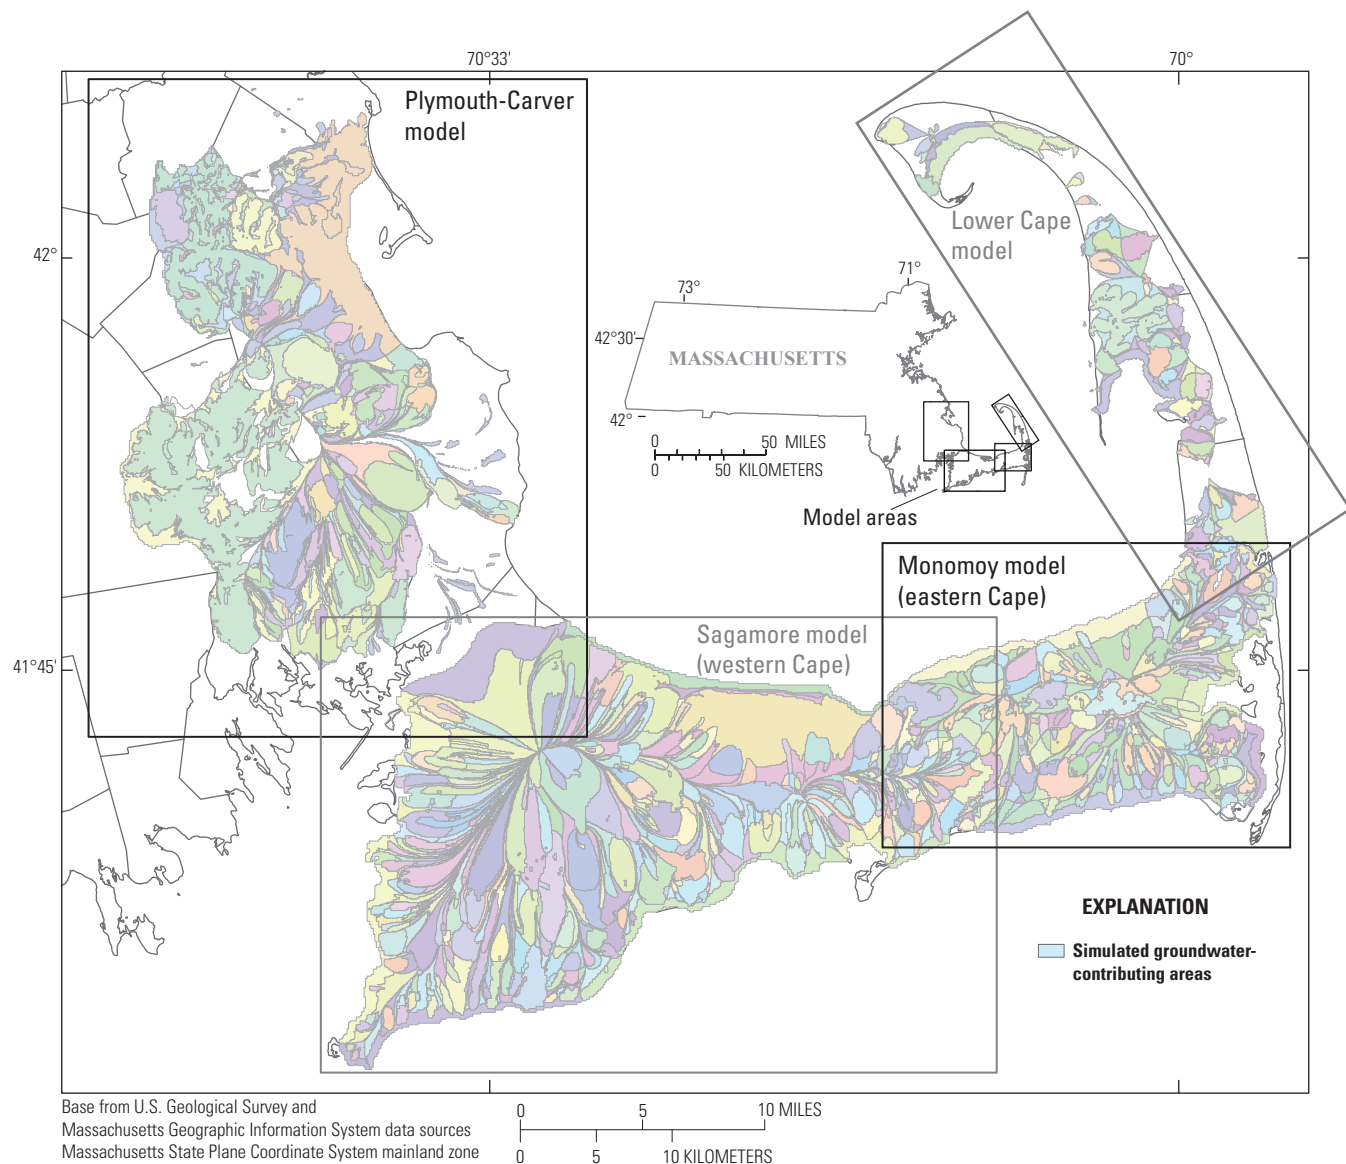 70°33'
70°
Plymouth-Carver
model
Lower Cape
model
42°
71°
73°
42°30'
MASSACHUSETTS
42°
0 50 MILES
0 50 KILOMETERS
Model areas
Monomoy model
(eastern Cape)
Sagamore model
(western Cape)
41°45'
EXPLANATION
Simulated groundwater-
contributing areas
Base from U.S. Geological Survey and
Massachusetts Geographic Information System data sources
Massachusetts State Plane Coordinate System mainland zone
0 5 10 MILES
0 5 10 KILOMETERS